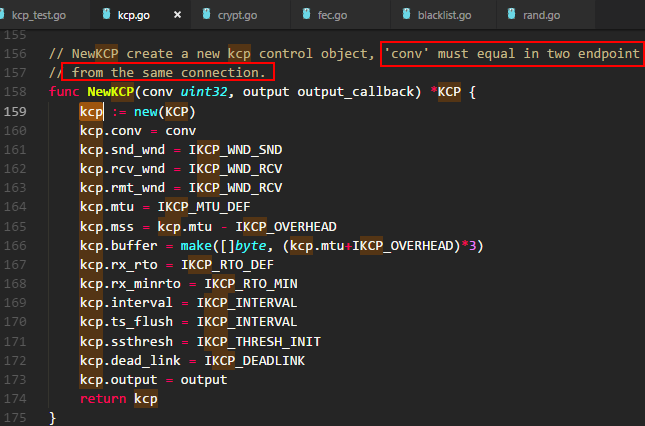 kcp_test.go kcp.go × crypt.go fec.go blacklist.go rand.go
155
156 // NewKCP create a new kcp control object, 'conv' must equal in two endpoint
157 // from the same connection.
158 func NewKCP(conv uint32, output output_callback) *KCP {
159 kcp := new(KCP)
160 kcp.conv = conv
161 kcp.snd_wnd = IKCP_WND_SND
162 kcp.rcv_wnd = IKCP_WND_RCV
163 kcp.rmt_wnd = IKCP_WND_RCV
164 kcp.mtu = IKCP_MTU_DEF
165 kcp.mss = kcp.mtu - IKCP_OVERHEAD
166 kcp.buffer = make([]byte, (kcp.mtu+IKCP_OVERHEAD)*3)
167 kcp.rx_rto = IKCP_RTO_DEF
168 kcp.rx_minrto = IKCP_RTO_MIN
169 kcp.interval = IKCP_INTERVAL
170 kcp.ts_flush = IKCP_INTERVAL
171 kcp.ssthresh = IKCP_THRESH_INIT
172 kcp.dead_link = IKCP_DEADLINK
173 kcp.output = output
174 return kcp
175 }